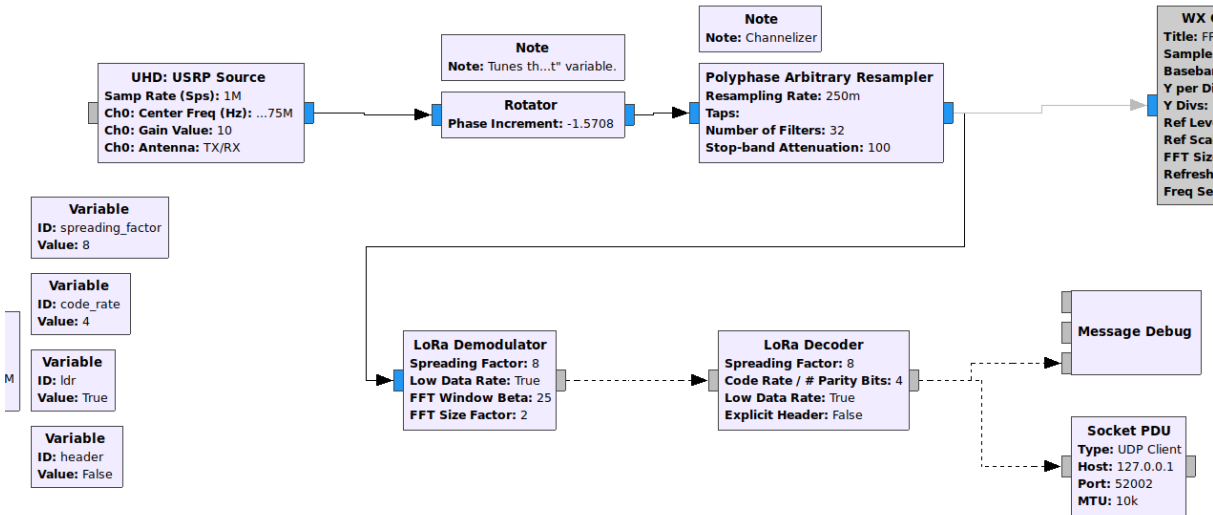 Note
Note: Channelizer
Note
Note: Tunes th...t" variable.
UHD: USRP Source
Samp Rate (Sps): 1M
Ch0: Center Freq (Hz): ...75M
Ch0: Gain Value: 10
Ch0: Antenna: TX/RX
Rotator
Phase Increment: -1.5708
Polyphase Arbitrary Resampler
Resampling Rate: 250m
Taps:
Number of Filters: 32
Stop-band Attenuation: 100
WX
Title:
Sample
Baseba
Y per Di
Y Divs:
Ref Leve
Ref Sca
FFT Siz
Refresh
Freq Se
Variable
ID: spreading_factor
Value: 8
Variable
ID: code_rate
Value: 4
Variable
ID: ldr
Value: True
Variable
ID: header
Value: False
M
LoRa Demodulator
Spreading Factor: 8
Low Data Rate: True
FFT Window Beta: 25
FFT Size Factor: 2
LoRa Decoder
Spreading Factor: 8
Code Rate / # Parity Bits: 4
Low Data Rate: True
Explicit Header: False
Message Debug
Socket PDU
Type: UDP Client
Host: 127.0.0.1
Port: 52002
MTU: 10k